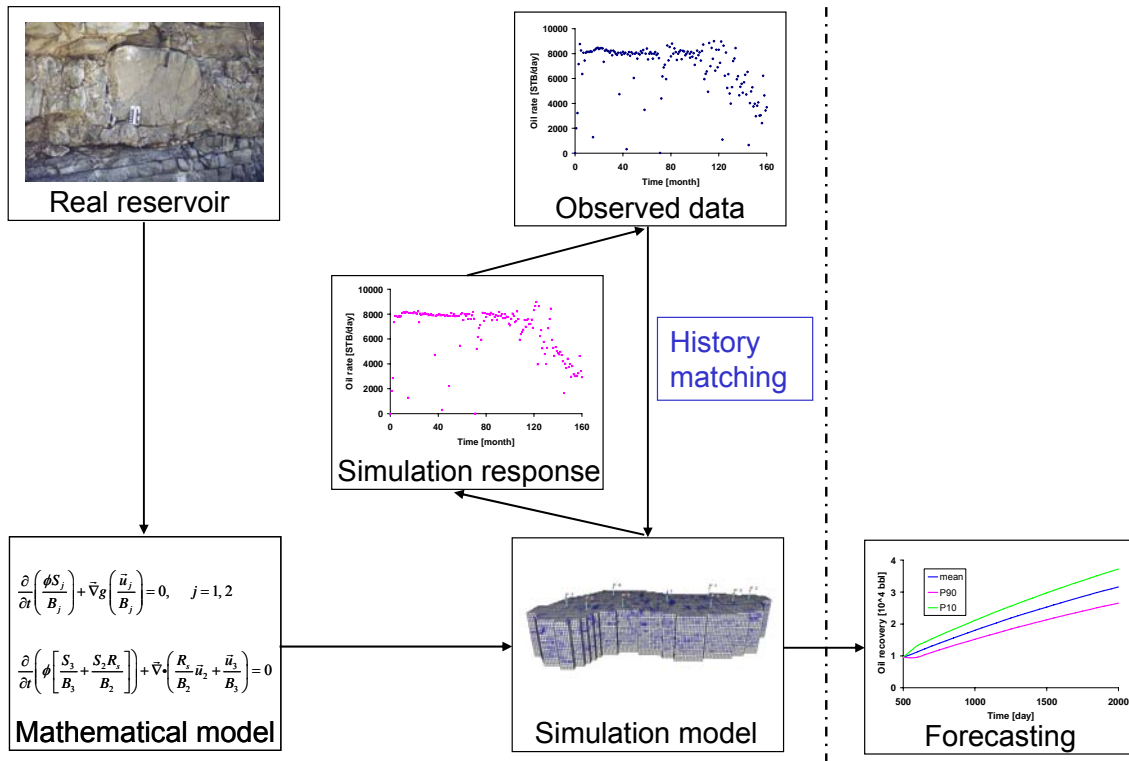 Real reservoir
10000
8000
6000
4000
2000
0
Oil rate [STB/day]
0 40 80 120 160
Time [month]
Observed data
10000
8000
6000
4000
2000
0
Oil rate [STB/day]
0 40 80 120 160
Time [month]
Simulation response
History
matching
∂/∂t (ϕS_j/B_j) + ∇⃗g (u⃗_j/B_j) = 0, j = 1, 2
∂/∂t (ϕ [S_3/B_3 + S_2R_s/B_2]) + ∇⃗• (R_s/B_2 u⃗_2 + u⃗_3/B_3) = 0
Mathematical model
Simulation model
4
3
2
1
0
Oil recovery [10^4 bbl]
mean
P90
P10
500 1000 1500 2000
Time [day]
Forecasting